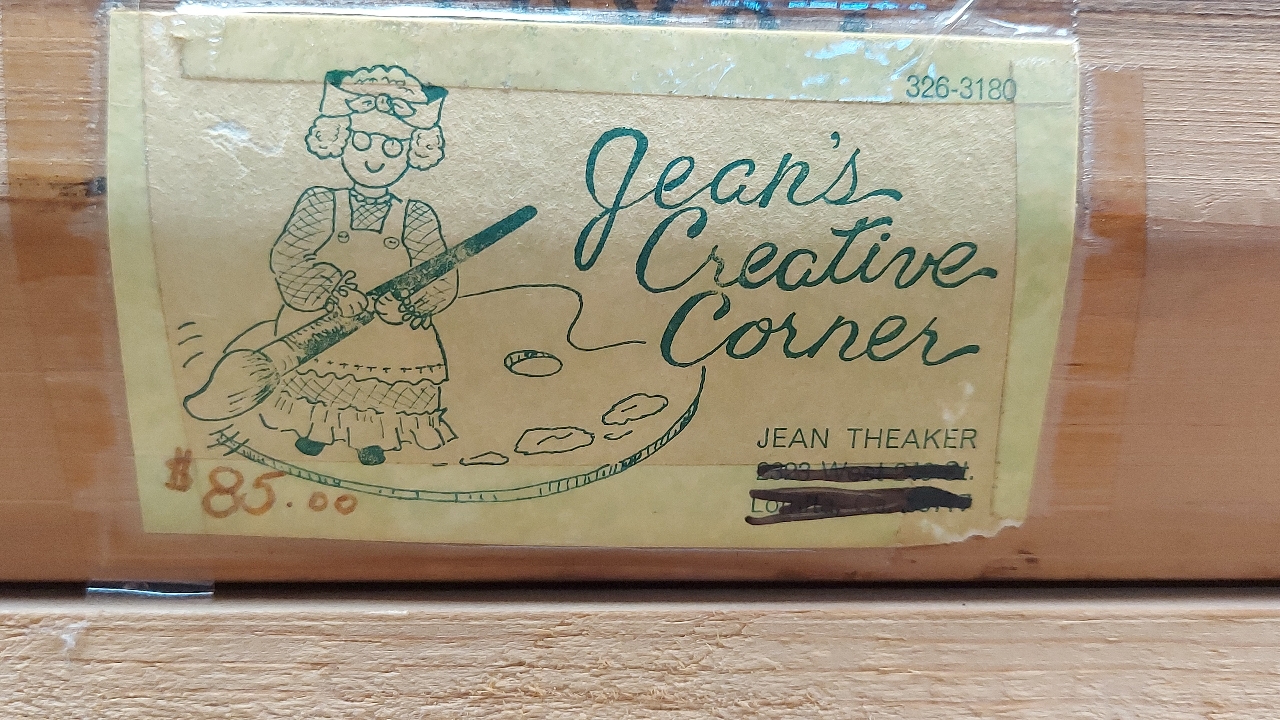 326-3180
Jean's
Creative
Corner
JEAN THEAKER
$85.00